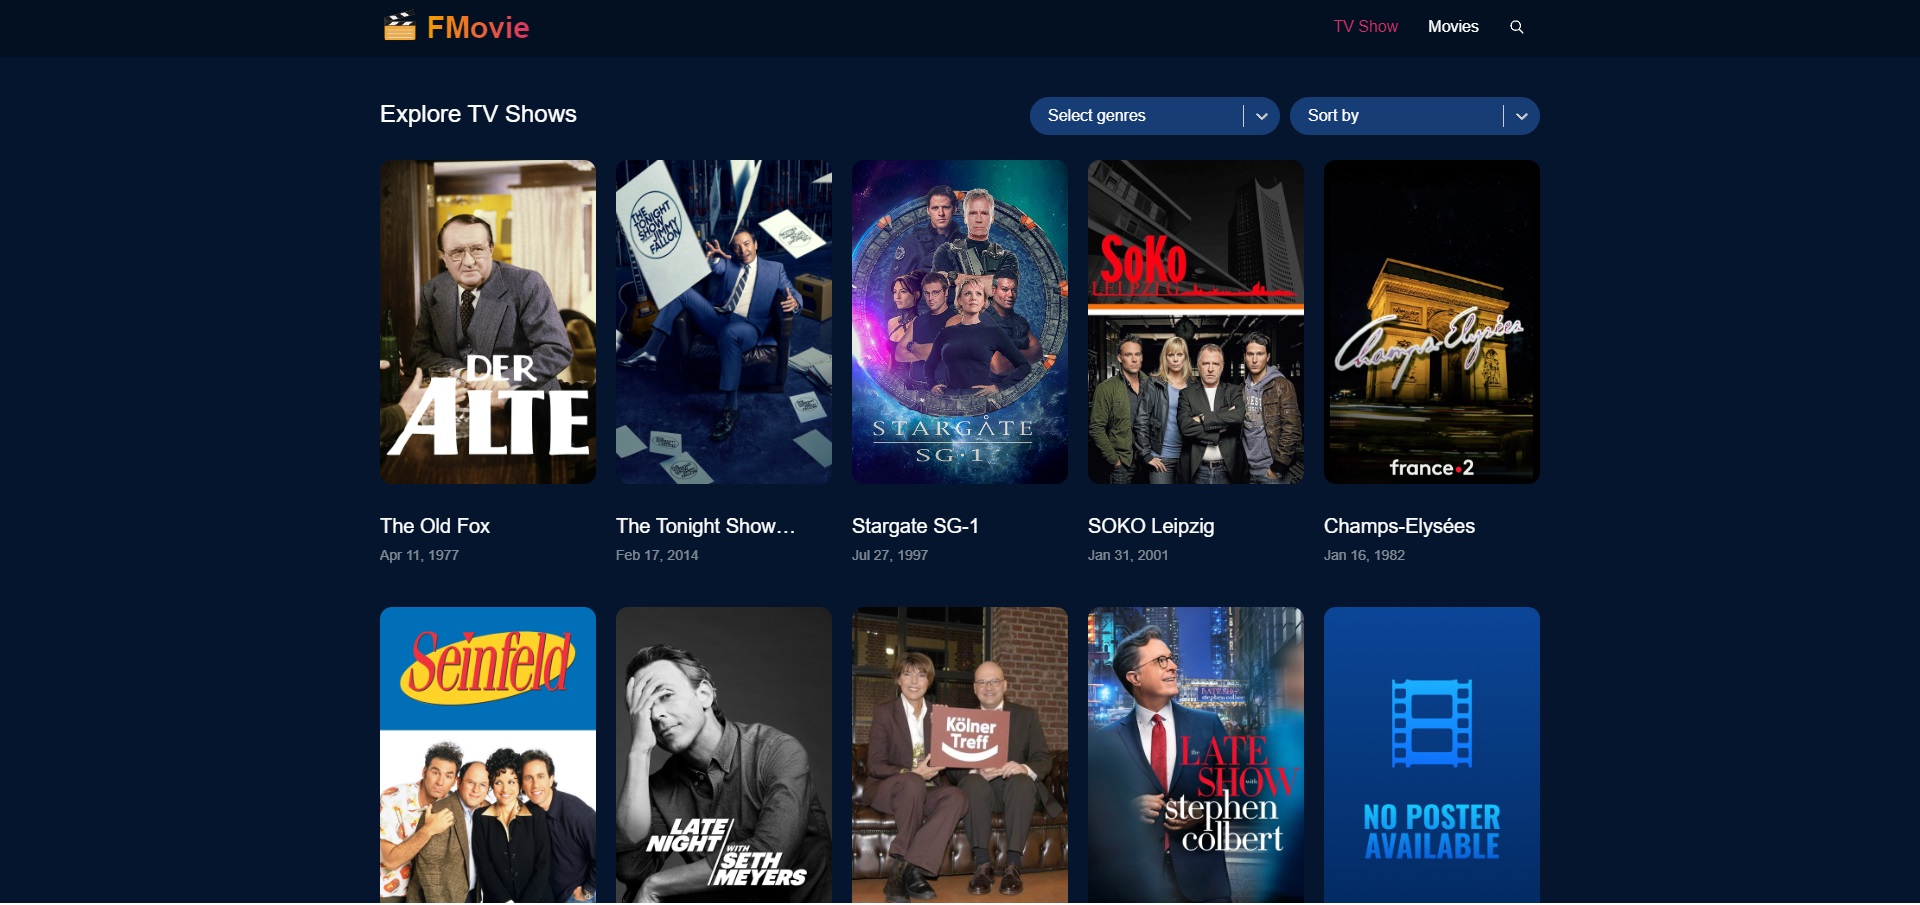 FMovie
TV Show
Movies
Explore TV Shows
Select genres
Sort by
DER
ALTE
THE
TONIGHT
SHOW
JIMMY
FALLON
STARGATE
SG·1
SoKo
LEIPZIG
Champs-Elysées
france•2
The Old Fox
The Tonight Show…
Stargate SG-1
SOKO Leipzig
Champs-Elysées
Apr 11, 1977
Feb 17, 2014
Jul 27, 1997
Jan 31, 2001
Jan 16, 1982
Seinfeld
LATE
NIGHT
WITH
SETH
MEYERS
Kölner
Treff
the
LATE
SHOW
with
stephen
colbert
NO POSTER
AVAILABLE